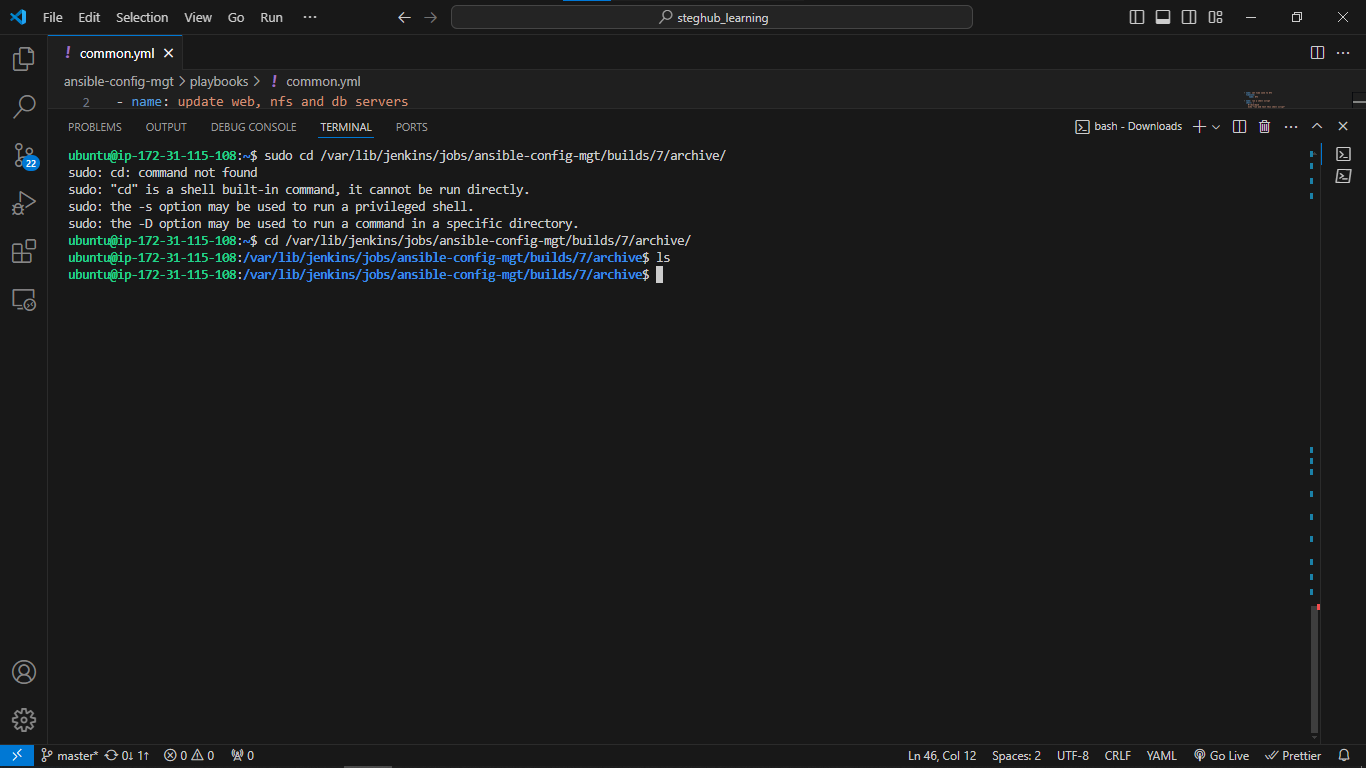 File Edit Selection View Go Run ··· steghub_learning
! common.yml
ansible-config-mgt > playbooks > ! common.yml
2 - name: update web, nfs and db servers
PROBLEMS OUTPUT DEBUG CONSOLE TERMINAL PORTS bash - Downloads
ubuntu@ip-172-31-115-108:~$ sudo cd /var/lib/jenkins/jobs/ansible-config-mgt/builds/7/archive/
sudo: cd: command not found
sudo: "cd" is a shell built-in command, it cannot be run directly.
sudo: the -s option may be used to run a privileged shell.
sudo: the -D option may be used to run a command in a specific directory.
ubuntu@ip-172-31-115-108:~$ cd /var/lib/jenkins/jobs/ansible-config-mgt/builds/7/archive/
ubuntu@ip-172-31-115-108:/var/lib/jenkins/jobs/ansible-config-mgt/builds/7/archive$ ls
ubuntu@ip-172-31-115-108:/var/lib/jenkins/jobs/ansible-config-mgt/builds/7/archive$
22
master* 0↓ 1↑ 0 0 0 Ln 46, Col 12 Spaces: 2 UTF-8 CRLF YAML Go Live Prettier